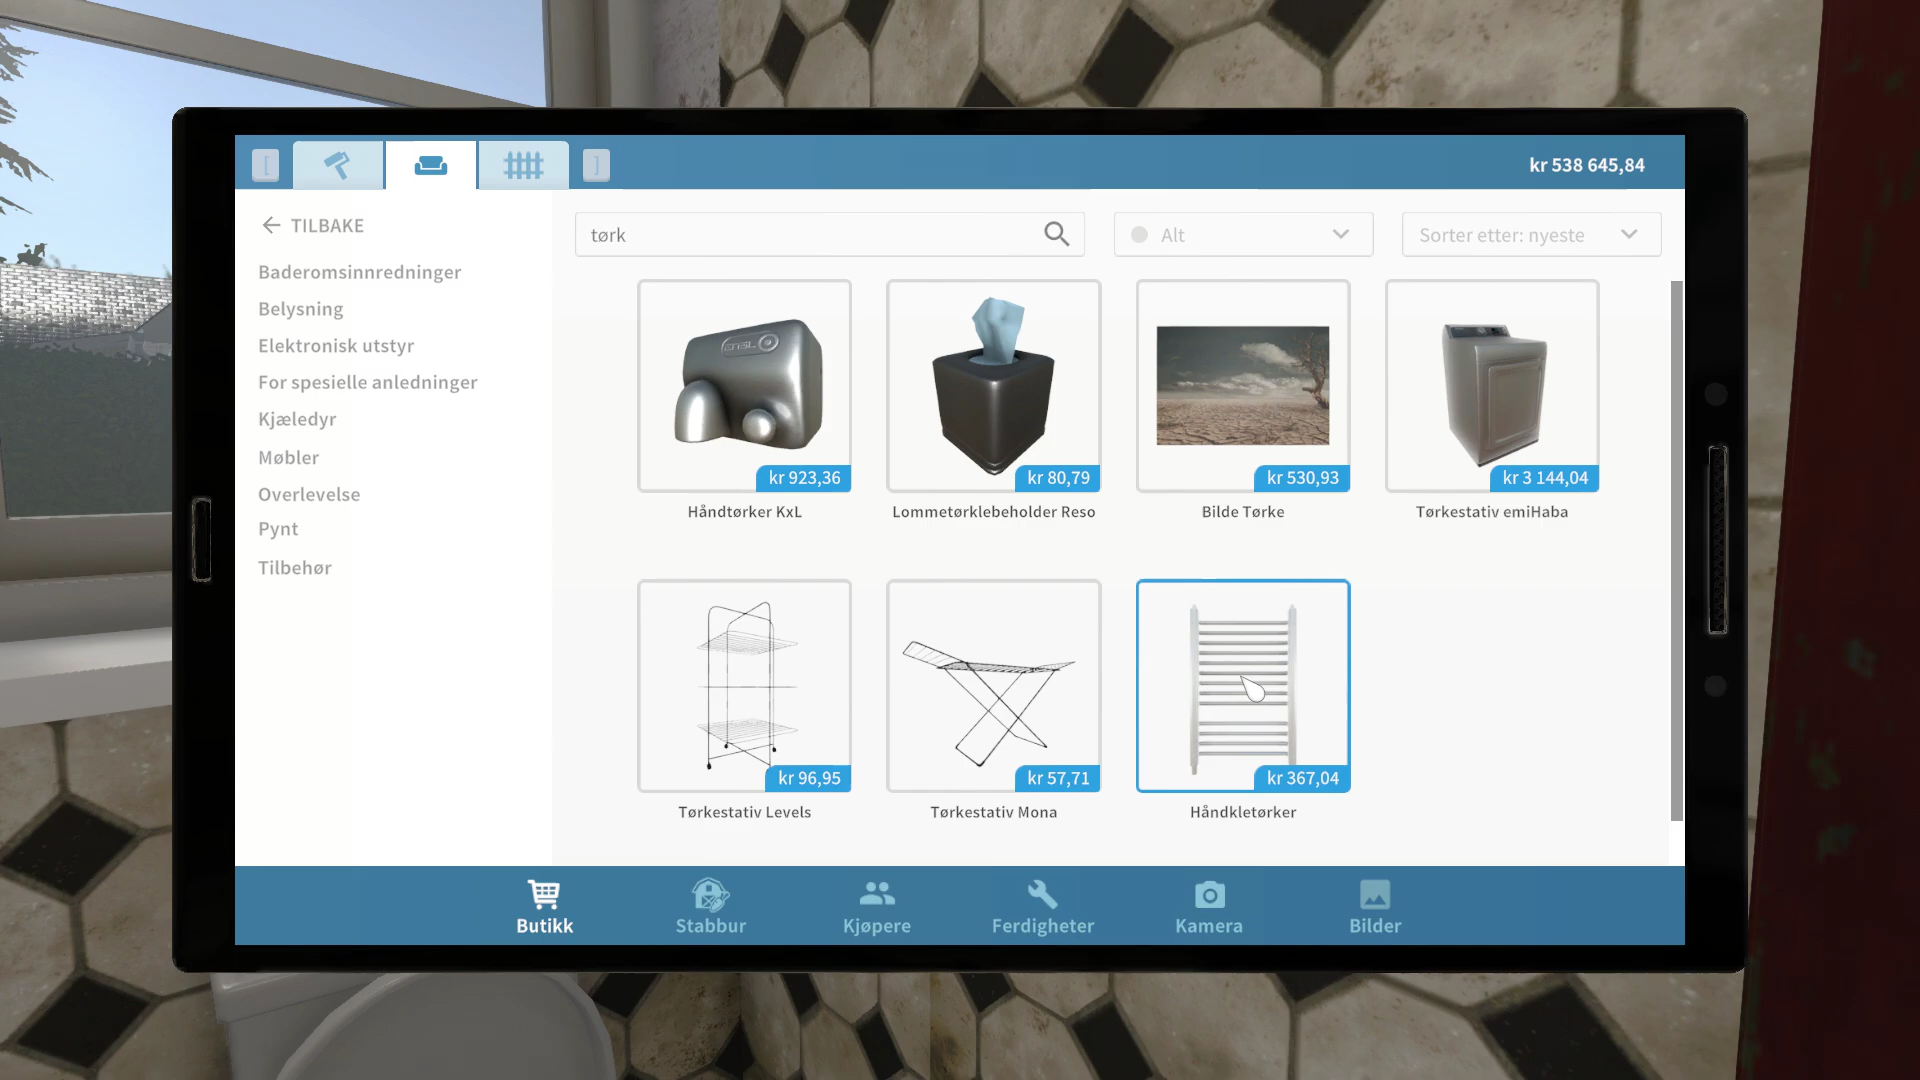 [
]
kr 538 645,84
TILBAKE
tørk
Alt
Sorter etter: nyeste
Baderomsinnredninger
Belysning
Elektronisk utstyr
For spesielle anledninger
Kjæledyr
Møbler
Overlevelse
Pynt
Tilbehør
kr 923,36
kr 80,79
kr 530,93
kr 3 144,04
Håndtørker KxL
Lommetørklebeholder Reso
Bilde Tørke
Tørkestativ emiHaba
kr 96,95
kr 57,71
kr 367,04
Tørkestativ Levels
Tørkestativ Mona
Håndkletørker
Butikk
Stabbur
Kjøpere
Ferdigheter
Kamera
Bilder